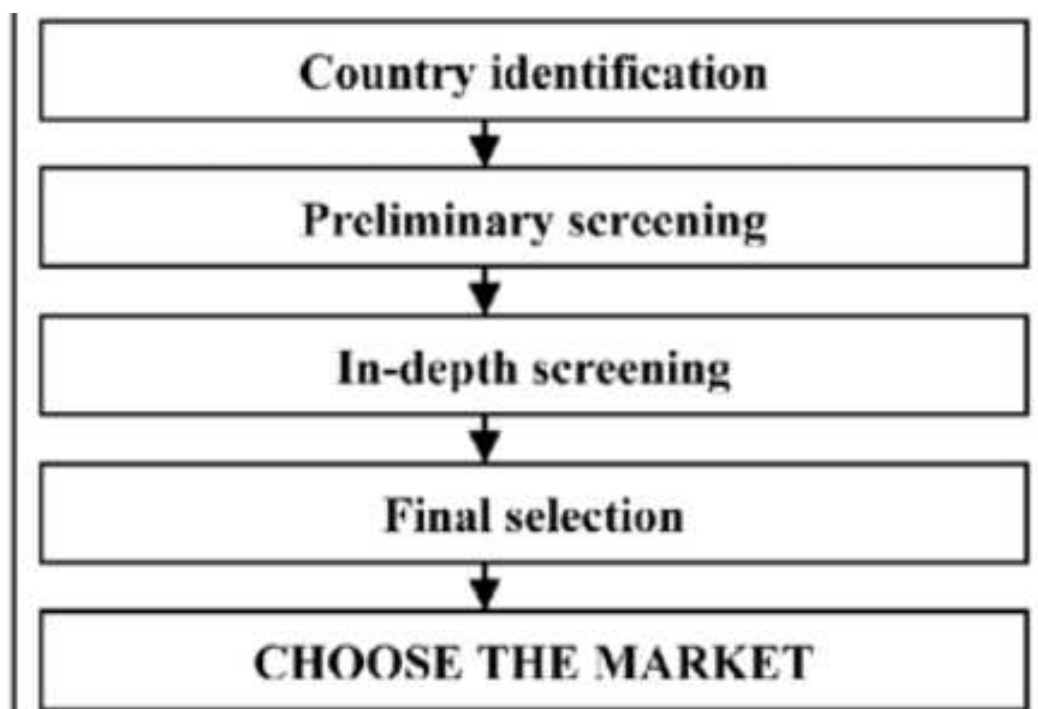 Country identification
Preliminary screening
In-depth screening
Final selection
CHOOSE THE MARKET